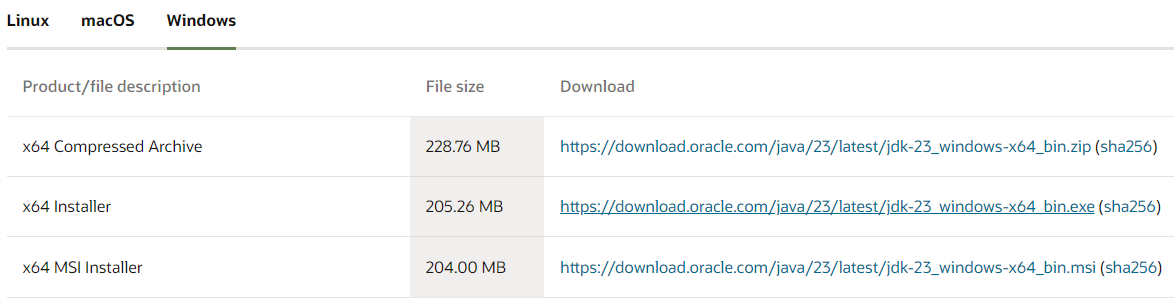 Linux macOS Windows
Product/file description File size Download
x64 Compressed Archive 228.76 MB https://download.oracle.com/java/23/latest/jdk-23_windows-x64_bin.zip (sha256)
x64 Installer 205.26 MB https://download.oracle.com/java/23/latest/jdk-23_windows-x64_bin.exe (sha256)
x64 MSI Installer 204.00 MB https://download.oracle.com/java/23/latest/jdk-23_windows-x64_bin.msi (sha256)